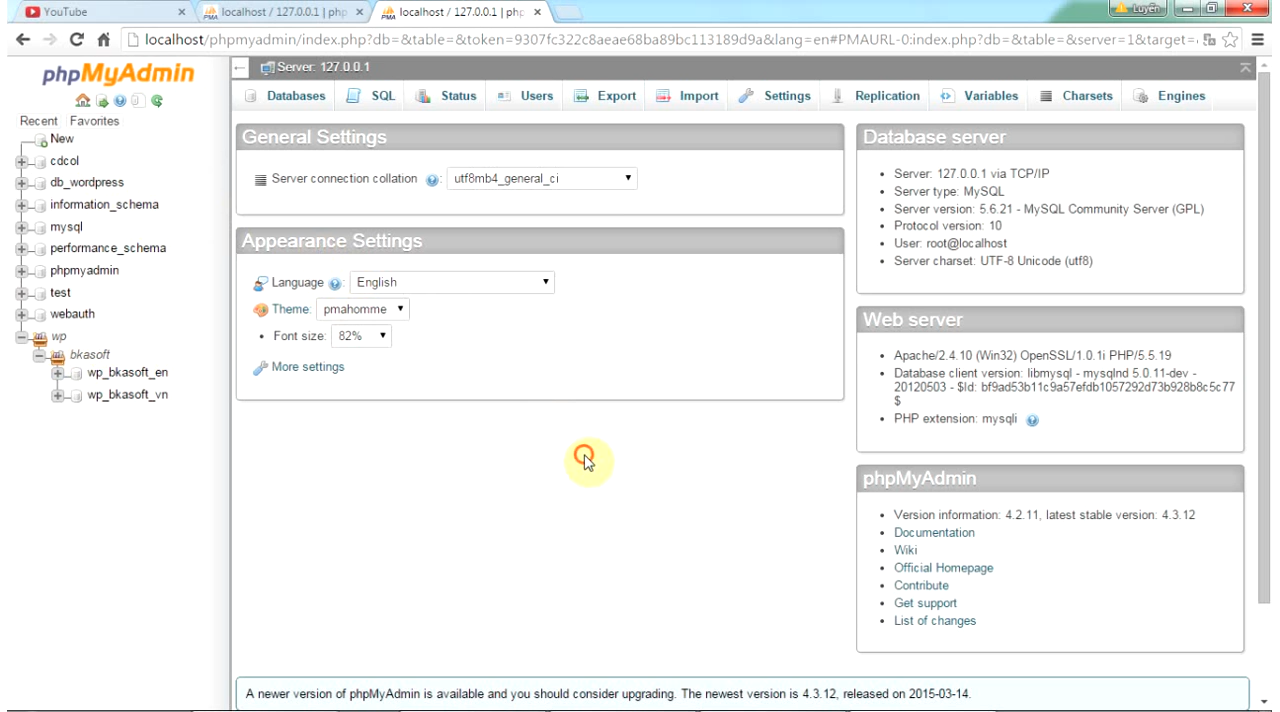 YouTube
localhost / 127.0.0.1 | php
localhost / 127.0.0.1 | php
Luyên
localhost/phpmyadmin/index.php?db=&table=&token=9307fc322c8aeae68ba89bc113189d9a&lang=en#PMAURL-0:index.php?db=&table=&server=1&target=
phpMyAdmin
Recent Favorites
New
cdcol
db_wordpress
information_schema
mysql
performance_schema
phpmyadmin
test
webauth
wp
bkasoft
wp_bkasoft_en
wp_bkasoft_vn
Server: 127.0.0.1
Databases SQL Status Users Export Import Settings Replication Variables Charsets Engines
General Settings
Server connection collation : utf8mb4_general_ci
Appearance Settings
Language : English
Theme: pmahomme
• Font size: 82%
More settings
Database server
• Server: 127.0.0.1 via TCP/IP
• Server type: MySQL
• Server version: 5.6.21 - MySQL Community Server (GPL)
• Protocol version: 10
• User: root@localhost
• Server charset: UTF-8 Unicode (utf8)
Web server
• Apache/2.4.10 (Win32) OpenSSL/1.0.1i PHP/5.5.19
• Database client version: libmysql - mysqlnd 5.0.11-dev -
20120503 - $Id: bf9ad53b11c9a57efdb1057292d73b928b8c5c77
$
• PHP extension: mysqli
phpMyAdmin
• Version information: 4.2.11, latest stable version: 4.3.12
• Documentation
• Wiki
• Official Homepage
• Contribute
• Get support
• List of changes
A newer version of phpMyAdmin is available and you should consider upgrading. The newest version is 4.3.12, released on 2015-03-14.